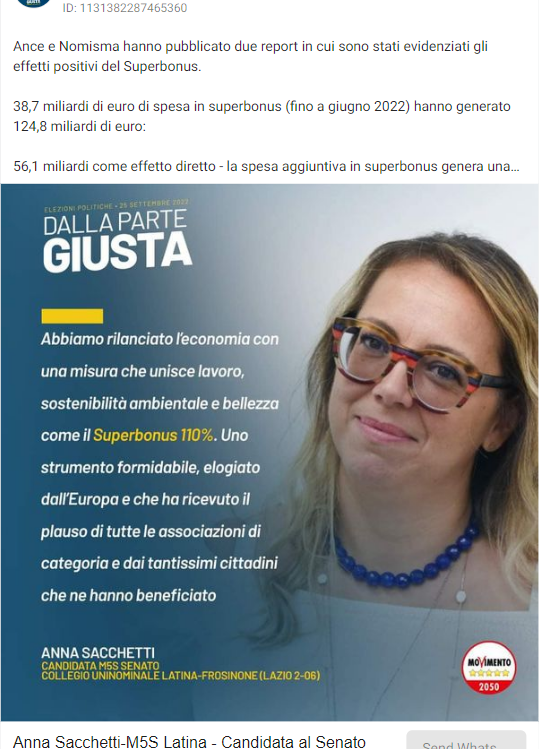 ID: 1131382287465360
Ance e Nomisma hanno pubblicato due report in cui sono stati evidenziati gli
effetti positivi del Superbonus.
38,7 miliardi di euro di spesa in superbonus (fino a giugno 2022) hanno generato
124,8 miliardi di euro:
56,1 miliardi come effetto diretto - la spesa aggiuntiva in superbonus genera una...
ELEZIONI POLITICHE • 25 SETTEMBRE 2022
DALLA PARTE
GIUSTA
Abbiamo rilanciato l'economia con
una misura che unisce lavoro,
sostenibilità ambientale e bellezza
come il Superbonus 110%. Uno
strumento formidabile, elogiato
dall'Europa e che ha ricevuto il
plauso di tutte le associazioni di
categoria e dai tantissimi cittadini
che ne hanno beneficiato
ANNA SACCHETTI
CANDIDATA M5S SENATO
COLLEGIO UNINOMINALE LATINA-FROSINONE (LAZIO 2-06)
MOVIMENTO
2050
Anna Sacchetti-M5S Latina - Candidata al Senato
Send Whats...